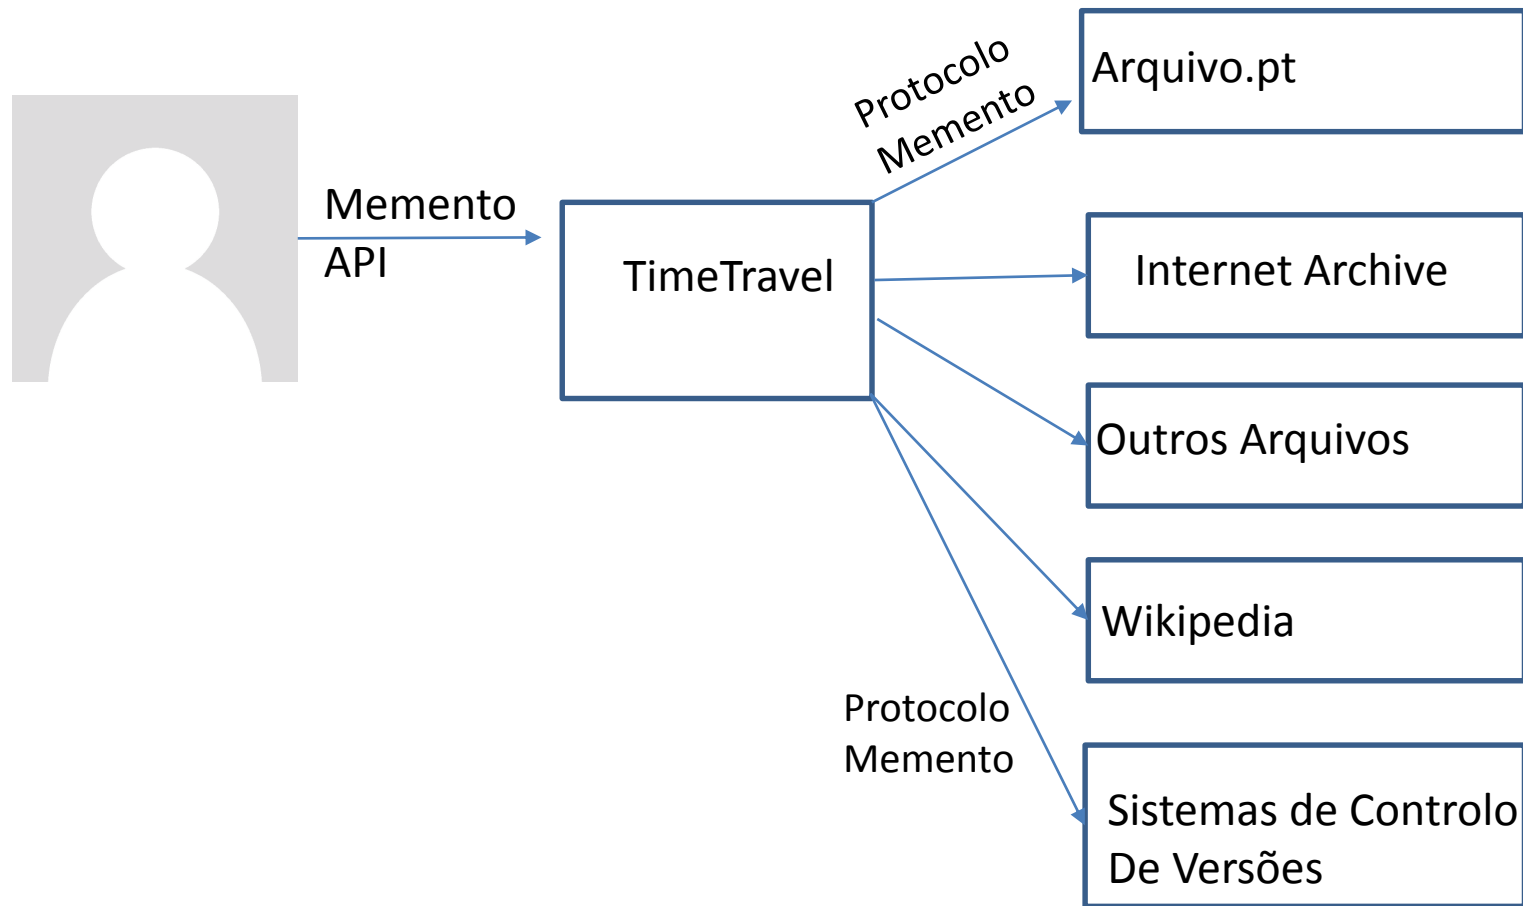 Memento
API
TimeTravel
Protocolo
Memento
Arquivo.pt
Internet Archive
Outros Arquivos
Wikipedia
Protocolo
Memento
Sistemas de Controlo
De Versões